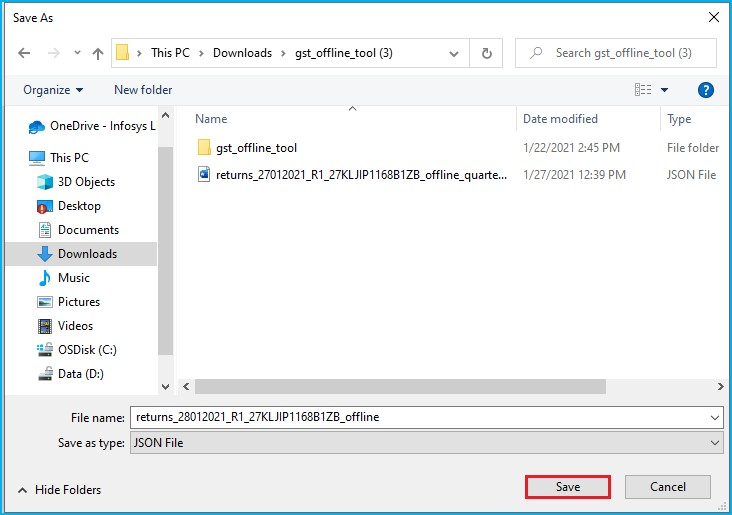 Save As
This PC > Downloads > gst_offline_tool (3)
Search gst_offline_tool (3)
Organize
New folder
Name Date modified Type
OneDrive - Infosys L
This PC
3D Objects
Desktop
Documents
Downloads
Music
Pictures
Videos
OSDisk (C:)
Data (D:)
gst_offline_tool 1/22/2021 2:45 PM File folder
returns_27012021_R1_27KLJIP1168B1ZB_offline_quarte... 1/27/2021 12:39 PM JSON File
File name: returns_28012021_R1_27KLJIP1168B1ZB_offline
Save as type: JSON File
Hide Folders
Save
Cancel